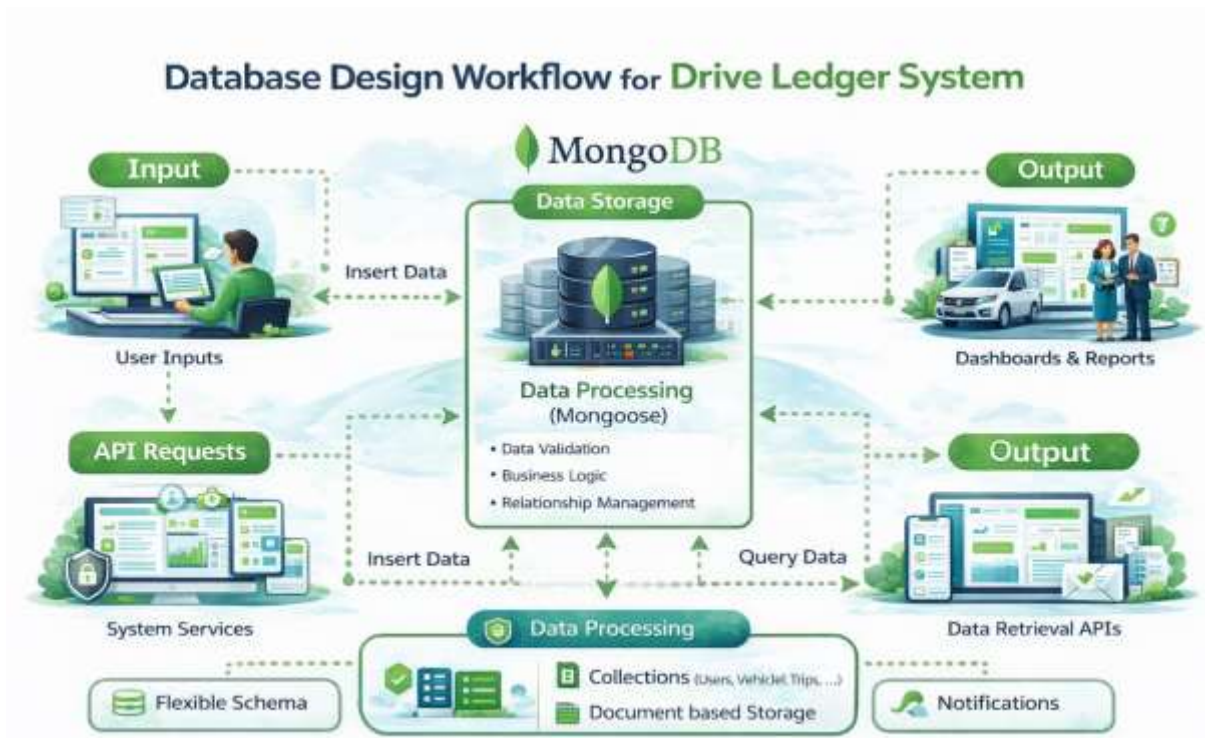 Database Design Workflow for Drive Ledger System
MongoDB
Input
Data Storage
Output
Insert Data
User Inputs
Dashboards & Reports
Data Processing
(Mongoose)
• Data Validation
• Business Logic
• Relationship Management
API Requests
Output
Insert Data
Query Data
System Services
Data Retrieval APIs
Data Processing
Flexible Schema
Collections (Users, Vehiclel, Trips, ...)
Document based Storage
Notifications